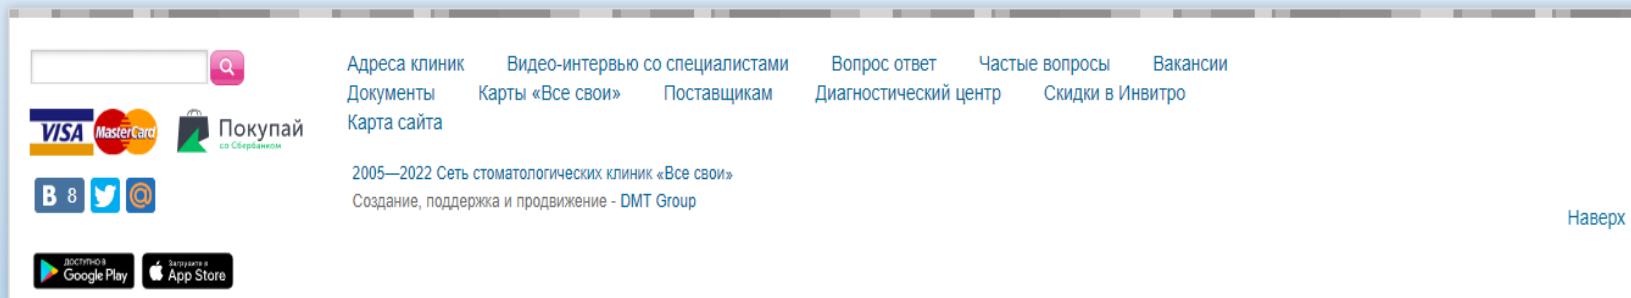 Адреса клиник Видео-интервью со специалистами Вопрос ответ Частые вопросы Вакансии
Документы Карты «Все свои» Поставщикам Диагностический центр Скидки в Инвитро
Карта сайта
VISA MasterCard Покупай
со Сбербанком
2005—2022 Сеть стоматологических клиник «Все свои»
Создание, поддержка и продвижение - DMT Group
В 8 @
Наверх
ДОСТУПНО В
Google Play
Загрузите в
App Store